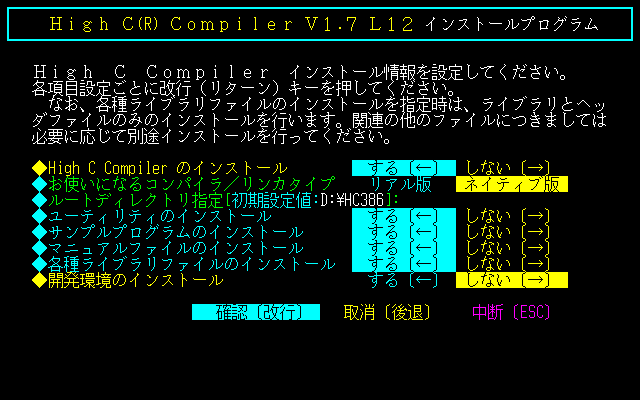 High C(R) Compiler V1.7 L12 インストールプログラム
High C Compiler インストール情報を設定してください。
各項目設定ごとに改行（リターン）キーを押してください。
なお、各種ライブラリファイルのインストールを指定時は、ライブラリとヘッ
ダファイルのみのインストールを行います。関連の他のファイルにつきましては
必要に応じて別途インストールを行ってください。
◆High C Compiler のインストール する〔←〕 しない〔→〕
◆お使いになるコンパイラ／リンカタイプ リアル版 ネイティブ版
◆ルートディレクトリ指定[初期設定値:D:¥HC386]:
◆ユーティリティのインストール する〔←〕 しない〔→〕
◆サンプルプログラムのインストール する〔←〕 しない〔→〕
◆マニュアルファイルのインストール する〔←〕 しない〔→〕
◆各種ライブラリファイルのインストール する〔←〕 しない〔→〕
◆開発環境のインストール する〔←〕 しない〔→〕
確認〔改行〕 取消〔後退〕 中断〔ESC〕